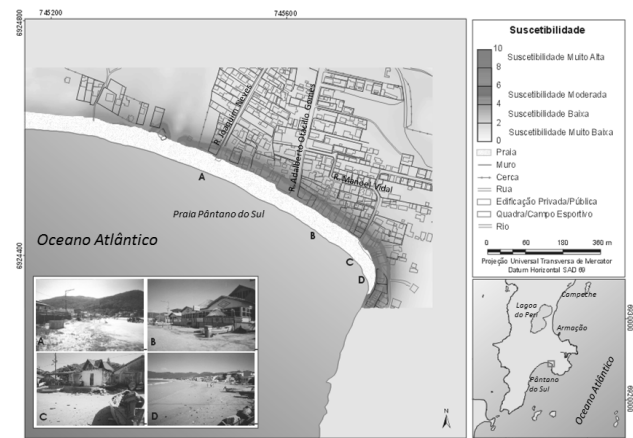 745200
745600
6924800
6924400
R.Joaquim Neves
R.Adalberto Otacílio Gomes
R. Manoel Vidal
A
Praia Pântano do Sul
B
Oceano Atlântico
C
D
A
B
C
D
N
Suscetibilidade
10
8
6
4
2
0
Suscetibilidade Muito Alta
Suscetibilidade Moderada
Suscetibilidade Baixa
Suscetibilidade Muito Baixa
Praia
Muro
Cerca
Rua
Edificação Privada/Pública
Quadra/Campo Esportivo
Rio
0 60 180 360 m
Projeção Universal Transversa de Mercator
Datum Horizontal SAD 69
Campeche
Lagoa
do Peri
Armação
Pântano
do Sul
Oceano Atlântico